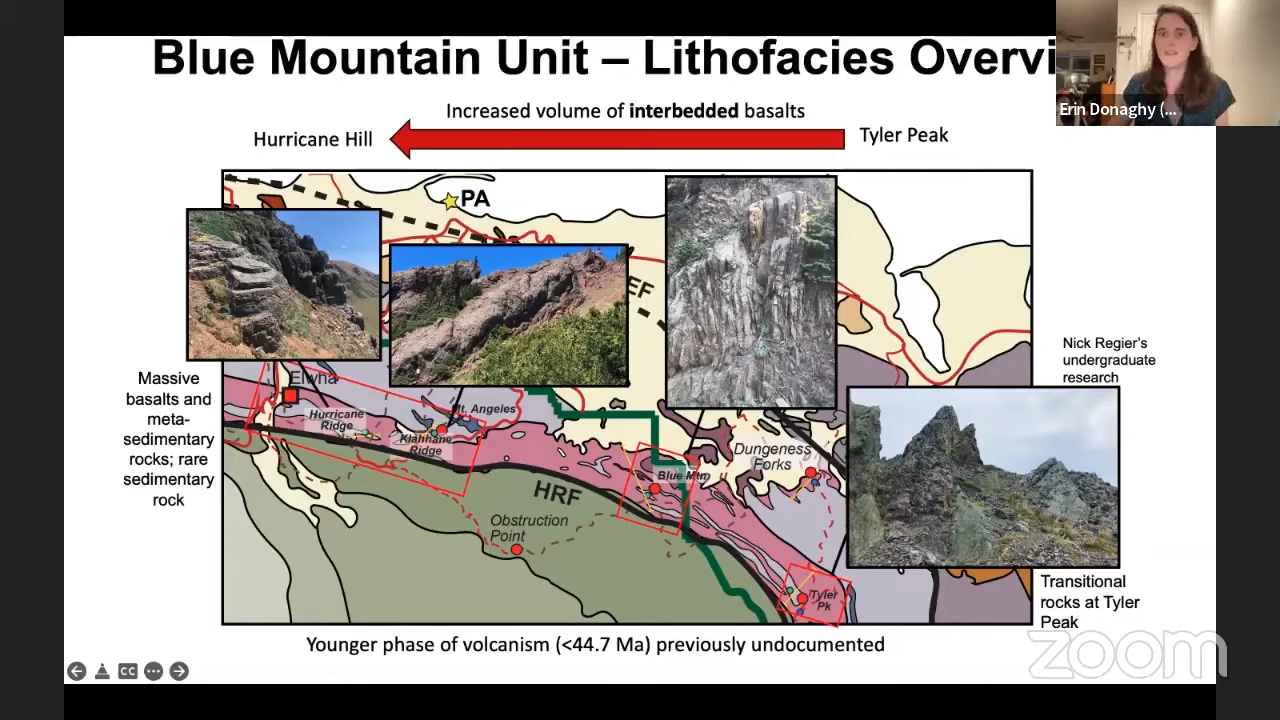 Blue Mountain Unit – Lithofacies Overvi
Erin Donaghy (...
Increased volume of interbedded basalts
Hurricane Hill
Tyler Peak
PA
EF
Nick Regier's
undergraduate
research
Massive
basalts and
meta-
sedimentary
rocks; rare
sedimentary
rock
Elwha
Hurricane
Ridge
Mt. Angeles
Klahhane
Ridge
Dungeness
Forks
Blue Mtn
HRF
Obstruction
Point
Tyler
Pk
Transitional
rocks at Tyler
Peak
Younger phase of volcanism (<44.7 Ma) previously undocumented
CC
zoom